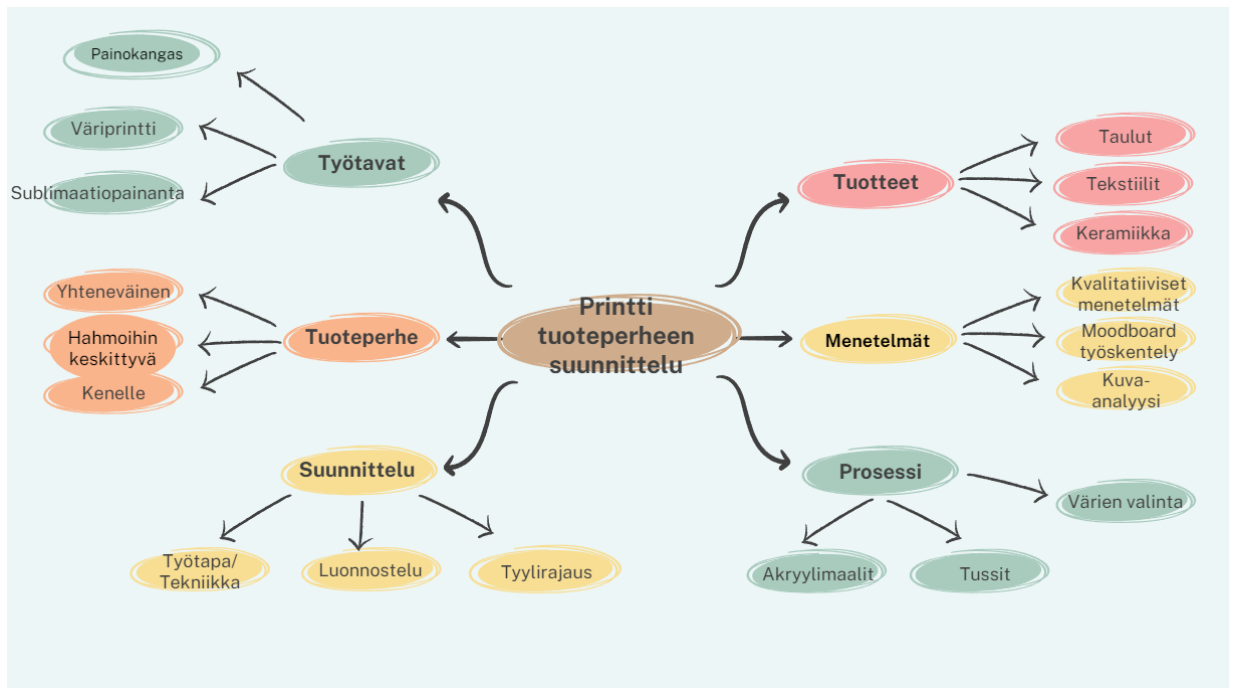 Painokangas
Väriprintti
Sublimaatiopainanta
Työtavat
Tuotteet
Taulut
Tekstiilit
Keramiikka
Printti
tuoteperheen
suunnittelu
Yhteneväinen
Hahmoihin
keskittyvä
Kenelle
Tuoteperhe
Menetelmät
Kvalitatiiviset
menetelmät
Moodboard
työskentely
Kuva-
analyysi
Suunnittelu
Työtapa/
Tekniikka
Luonnostelu
Tyylirajaus
Prosessi
Värien valinta
Akryylimaalit
Tussit